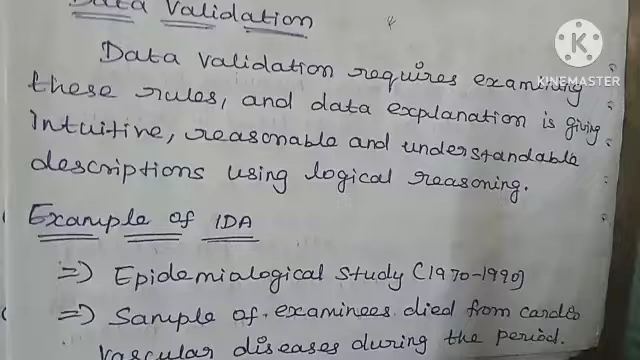 Data Validation
Data validation requires examining
these rules, and data explanation is giving
Intuitive, reasonable and understandable
descriptions using logical reasoning.
Example of IDA
=) Epidemialogical study (1970-1990)
=) Sample of examinees died from cardio
vascular diseases during the period.
KINEMASTER